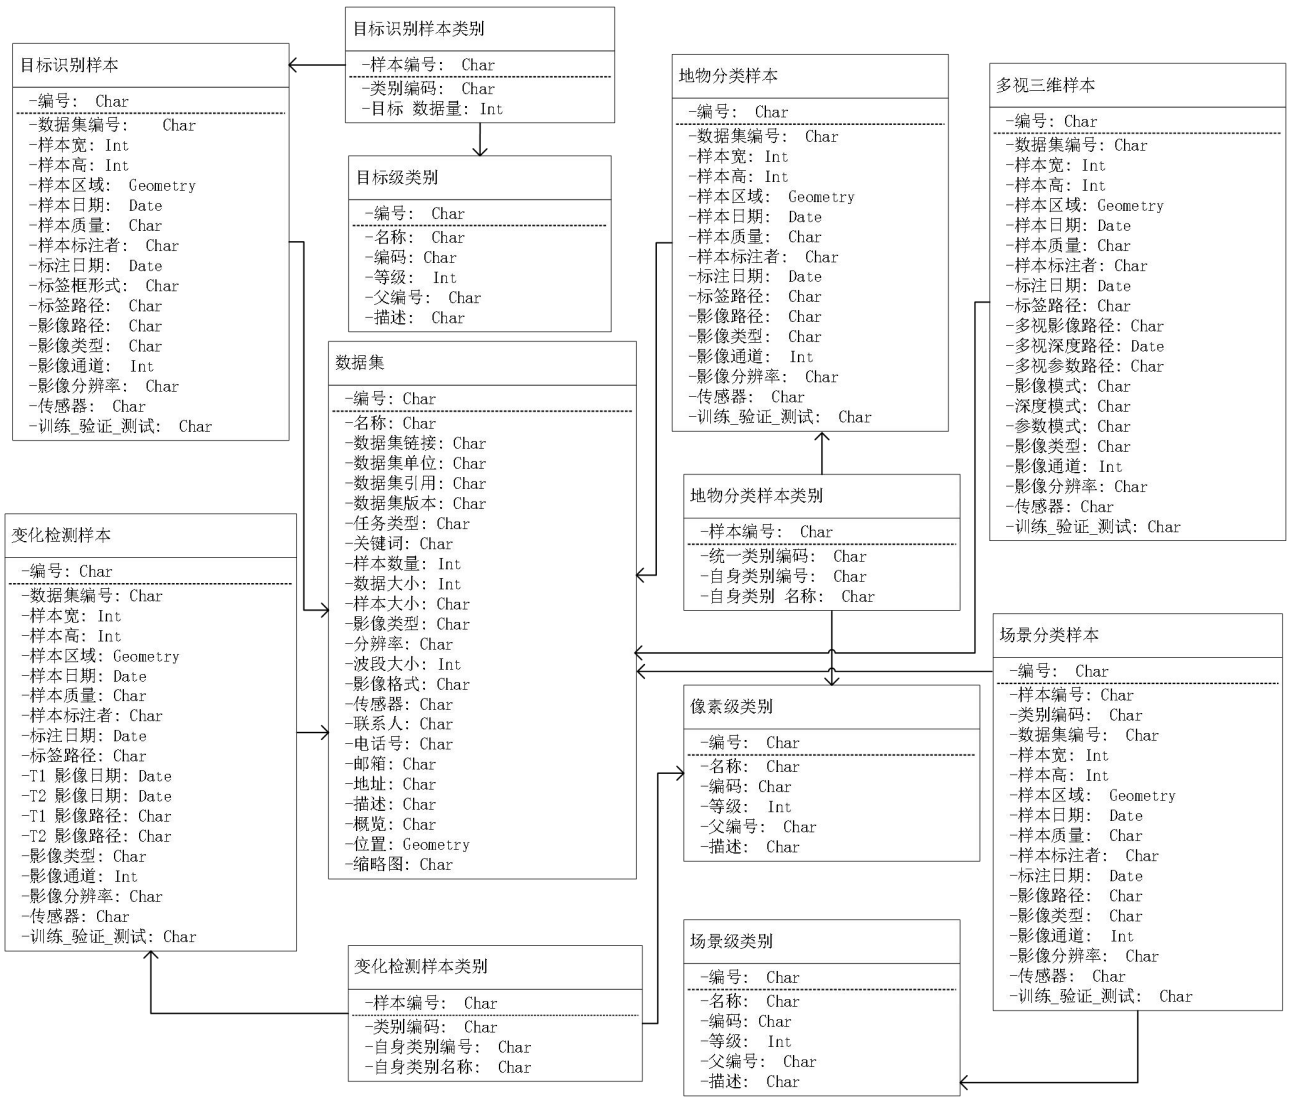 目标识别样本类别
-样本编号: Char
-类别编码: Char
-目标 数据量: Int
目标识别样本
-编号: Char
-数据集编号: Char
-样本宽: Int
-样本高: Int
-样本区域: Geometry
-样本日期: Date
-样本质量: Char
-样本标注者: Char
-标注日期: Date
-标签框形式: Char
-标签路径: Char
-影像路径: Char
-影像类型: Char
-影像通道: Int
-影像分辨率: Char
-传感器: Char
-训练_验证_测试: Char
目标级类别
-编号: Char
-名称: Char
-编码: Char
-等级: Int
-父编号: Char
-描述: Char
地物分类样本
-编号: Char
-数据集编号: Char
-样本宽: Int
-样本高: Int
-样本区域: Geometry
-样本日期: Date
-样本质量: Char
-样本标注者: Char
-标注日期: Date
-标签路径: Char
-影像路径: Char
-影像类型: Char
-影像通道: Int
-影像分辨率: Char
-传感器: Char
-训练_验证_测试: Char
多视三维样本
-编号: Char
-数据集编号: Char
-样本宽: Int
-样本高: Int
-样本区域: Geometry
-样本日期: Date
-样本质量: Char
-样本标注者: Char
-标注日期: Date
-标签路径: Char
-多视影像路径: Char
-多视深度路径: Date
-多视参数路径: Char
-影像模式: Char
-深度模式: Char
-参数模式: Char
-影像类型: Char
-影像通道: Int
-影像分辨率: Char
-传感器: Char
-训练_验证_测试: Char
数据集
-编号: Char
-名称: Char
-数据集链接: Char
-数据集单位: Char
-数据集引用: Char
-数据集版本: Char
-任务类型: Char
-关键词: Char
-样本数量: Int
-数据大小: Int
-样本大小: Char
-影像类型: Char
-分辨率: Char
-波段大小: Int
-影像格式: Char
-传感器: Char
-联系人: Char
-电话号: Char
-邮箱: Char
-地址: Char
-描述: Char
-概览: Char
-位置: Geometry
-缩略图: Char
地物分类样本类别
-样本编号: Char
-统一类别编码: Char
-自身类别编号: Char
-自身类别 名称: Char
变化检测样本
-编号: Char
-数据集编号: Char
-样本宽: Int
-样本高: Int
-样本区域: Geometry
-样本日期: Date
-样本质量: Char
-样本标注者: Char
-标注日期: Date
-标签路径: Char
-T1 影像日期: Date
-T2 影像日期: Date
-T1 影像路径: Char
-T2 影像路径: Char
-影像类型: Char
-影像通道: Int
-影像分辨率: Char
-传感器: Char
-训练_验证_测试: Char
场景分类样本
-编号: Char
-样本编号: Char
-类别编码: Char
-数据集编号: Char
-样本宽: Int
-样本高: Int
-样本区域: Geometry
-样本日期: Date
-样本质量: Char
-样本标注者: Char
-标注日期: Date
-影像路径: Char
-影像类型: Char
-影像通道: Int
-影像分辨率: Char
-传感器: Char
-训练_验证_测试: Char
像素级类别
-编号: Char
-名称: Char
-编码: Char
-等级: Int
-父编号: Char
-描述: Char
变化检测样本类别
-样本编号: Char
-类别编码: Char
-自身类别编号: Char
-自身类别名称: Char
场景级类别
-编号: Char
-名称: Char
-编码: Char
-等级: Int
-父编号: Char
-描述: Char